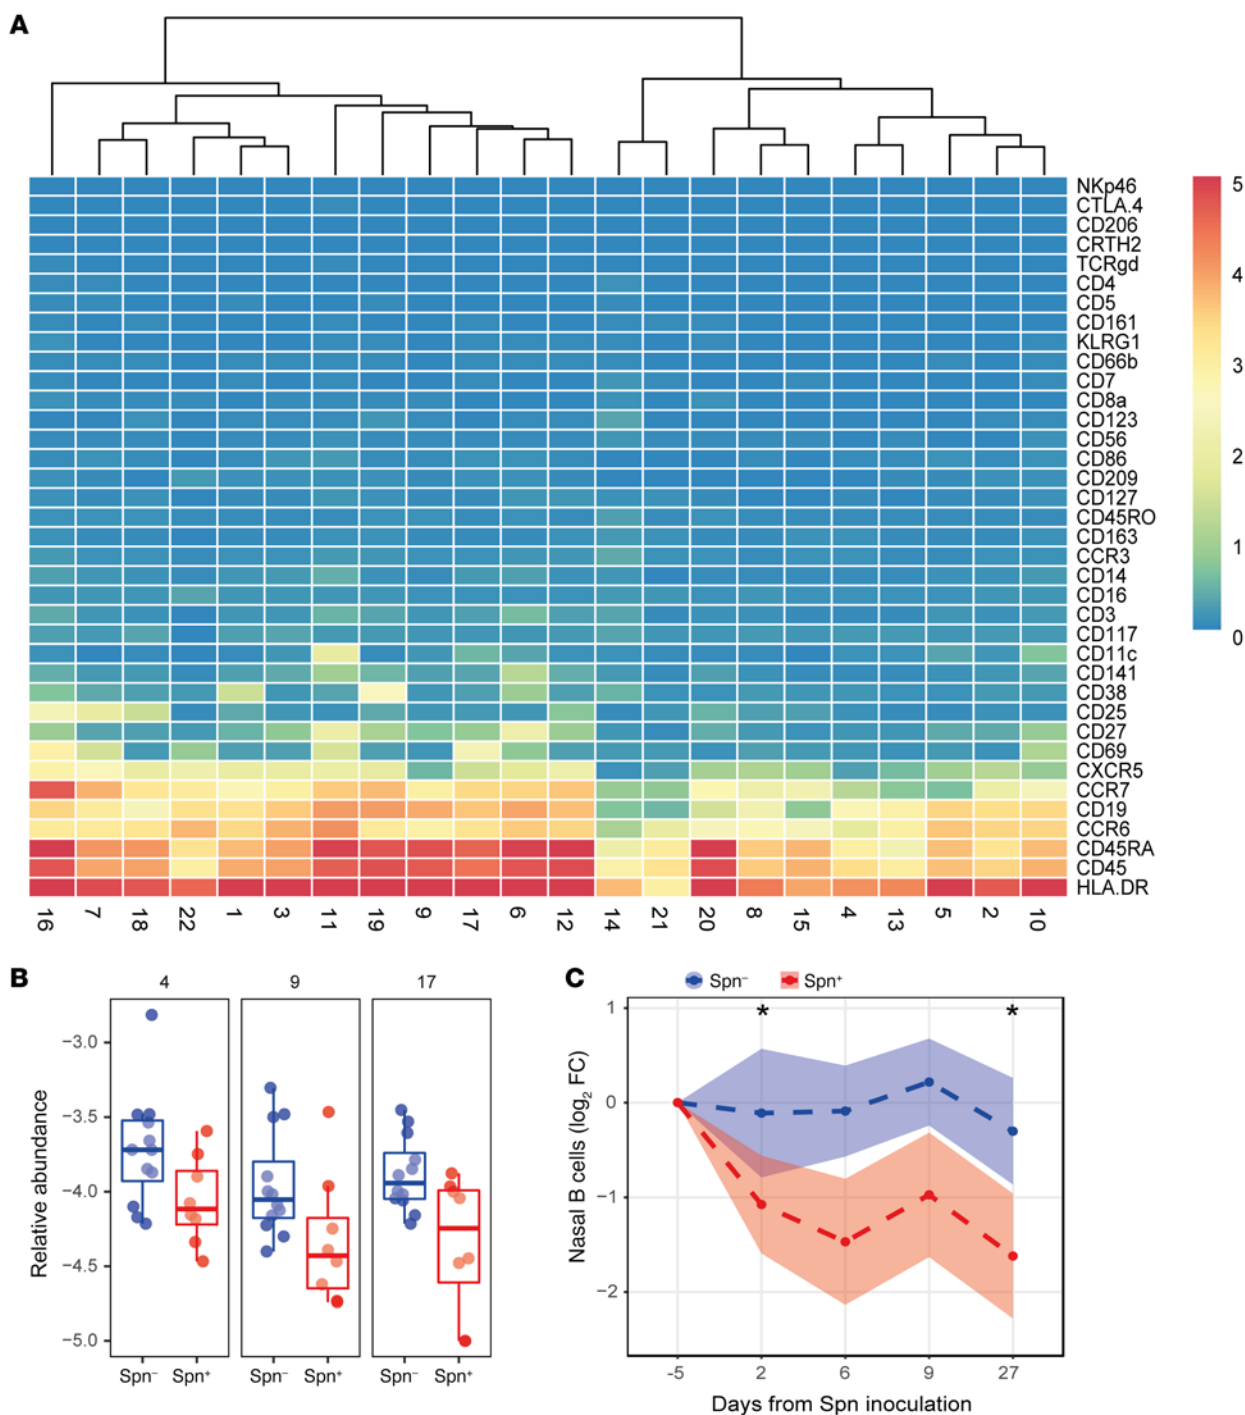 A
NKp46
CTLA.4
CD206
CRTH2
TCRgd
CD4
CD5
CD161
KLRG1
CD66b
CD7
CD8a
CD123
CD56
CD86
CD209
CD127
CD45RO
CD163
CCR3
CD14
CD16
CD3
CD117
CD11c
CD141
CD38
CD25
CD27
CD69
CXCR5
CCR7
CD19
CCR6
CD45RA
CD45
HLA.DR
5
4
3
2
1
0
16 7 18 22 1 3 11 19 9 17 6 12 14 21 20 8 15 4 13 5 2 10
B
4 9 17
Relative abundance
−3.0
−3.5
−4.0
−4.5
−5.0
Spn⁻ Spn⁺ Spn⁻ Spn⁺ Spn⁻ Spn⁺
C
Spn⁻ Spn⁺
* *
Nasal B cells (log₂ FC)
1
0
−1
−2
-5 2 6 9 27
Days from Spn inoculation